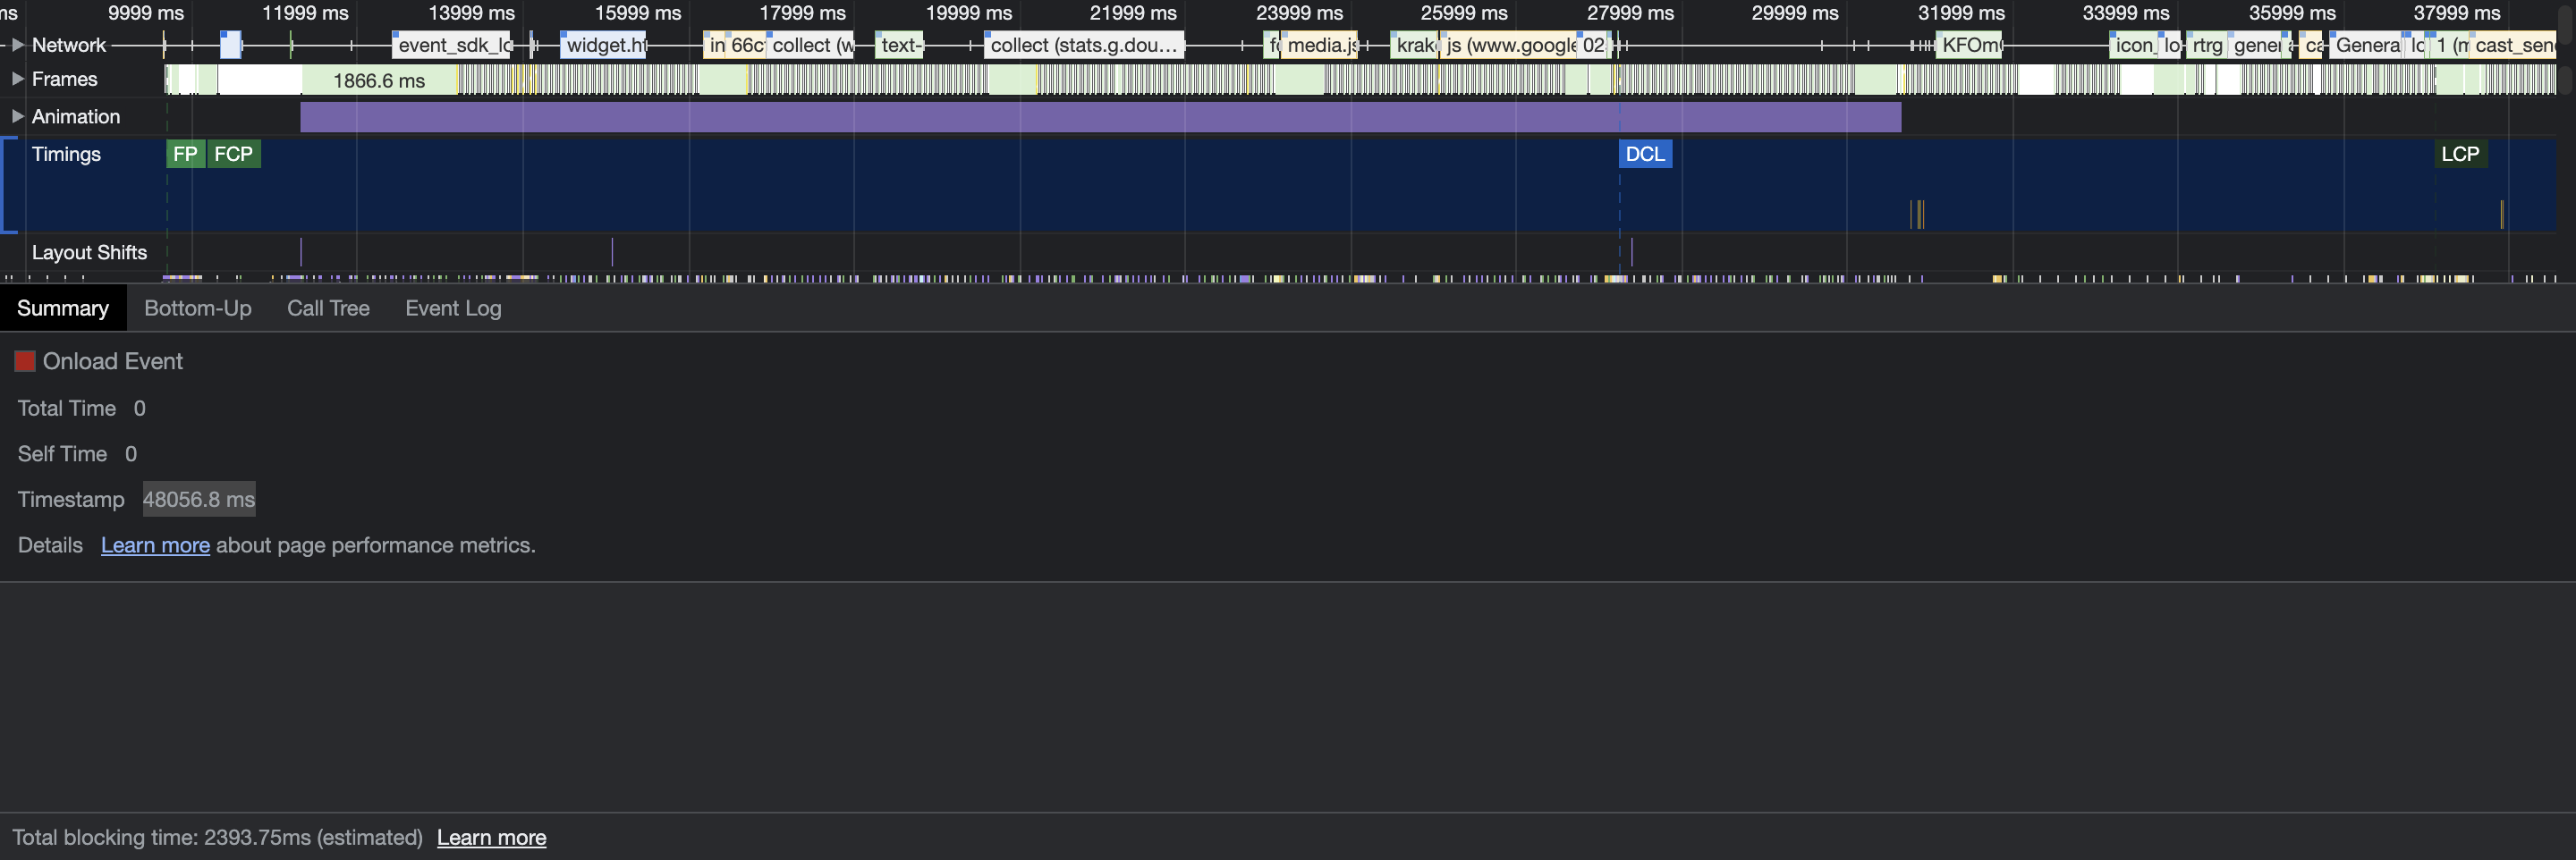 ms 9999 ms 11999 ms 13999 ms 15999 ms 17999 ms 19999 ms 21999 ms 23999 ms 25999 ms 27999 ms 29999 ms 31999 ms 33999 ms 35999 ms 37999 ms
Network event_sdk_lo widget.ht in 66c collect (w text- collect (stats.g.dou… media.js krak js (www.google 02 KFOm icon_ lo rtrg gener ca Genera lo 1 (m cast_sen
Frames 1866.6 ms
Animation
Timings FP FCP DCL LCP
Layout Shifts
Summary Bottom-Up Call Tree Event Log
Onload Event
Total Time 0
Self Time 0
Timestamp 48056.8 ms
Details Learn more about page performance metrics.
Total blocking time: 2393.75ms (estimated) Learn more